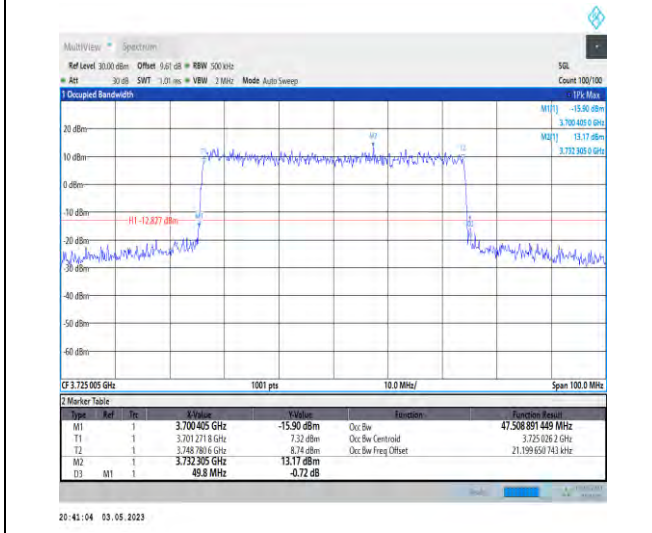 MultiView Spectrum
Ref Level 30.00 dBm Offset 9.61 dB RBW 500 kHz SGL
Att 30 dB SWT 1.01 ms VBW 2 MHz Mode Auto Sweep Count 100/100
1 Occupied Bandwidth 1Pk Max
M1[1] -15.90 dBm
3.700 405 0 GHz
M2[1] 13.17 dBm
3.732 305 0 GHz
20 dBm
M2
10 dBm
0 dBm
-10 dBm
H1 -12.827 dBm
M1
-20 dBm
-30 dBm
-40 dBm
-50 dBm
-60 dBm
CF 3.725 005 GHz 1001 pts 10.0 MHz/ Span 100.0 MHz
2 Marker Table
Type Ref Trc X-Value Y-Value Function Function Result
M1 1 3.700 405 GHz -15.90 dBm Occ Bw 47.508 891 449 MHz
T1 1 3.701 271 8 GHz 7.32 dBm Occ Bw Centroid 3.725 026 2 GHz
T2 1 3.748 780 6 GHz 8.74 dBm Occ Bw Freq Offset 21.199 650 743 kHz
M2 1 3.732 305 GHz 13.17 dBm
D3 M1 1 49.8 MHz -0.72 dB
20:41:04 03.05.2023